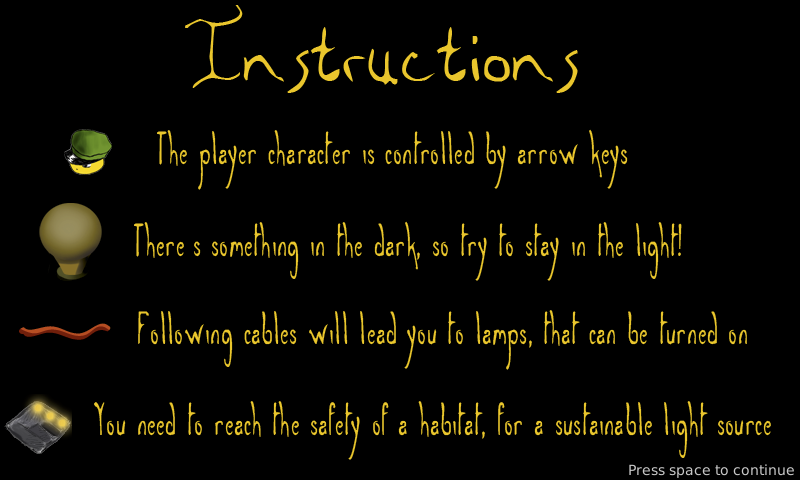 Instructions
The player character is controlled by arrow keys
There s something in the dark, so try to stay in the light!
Following cables will lead you to lamps, that can be turned on
You need to reach the safety of a habitat, for a sustainable light source
Press space to continue